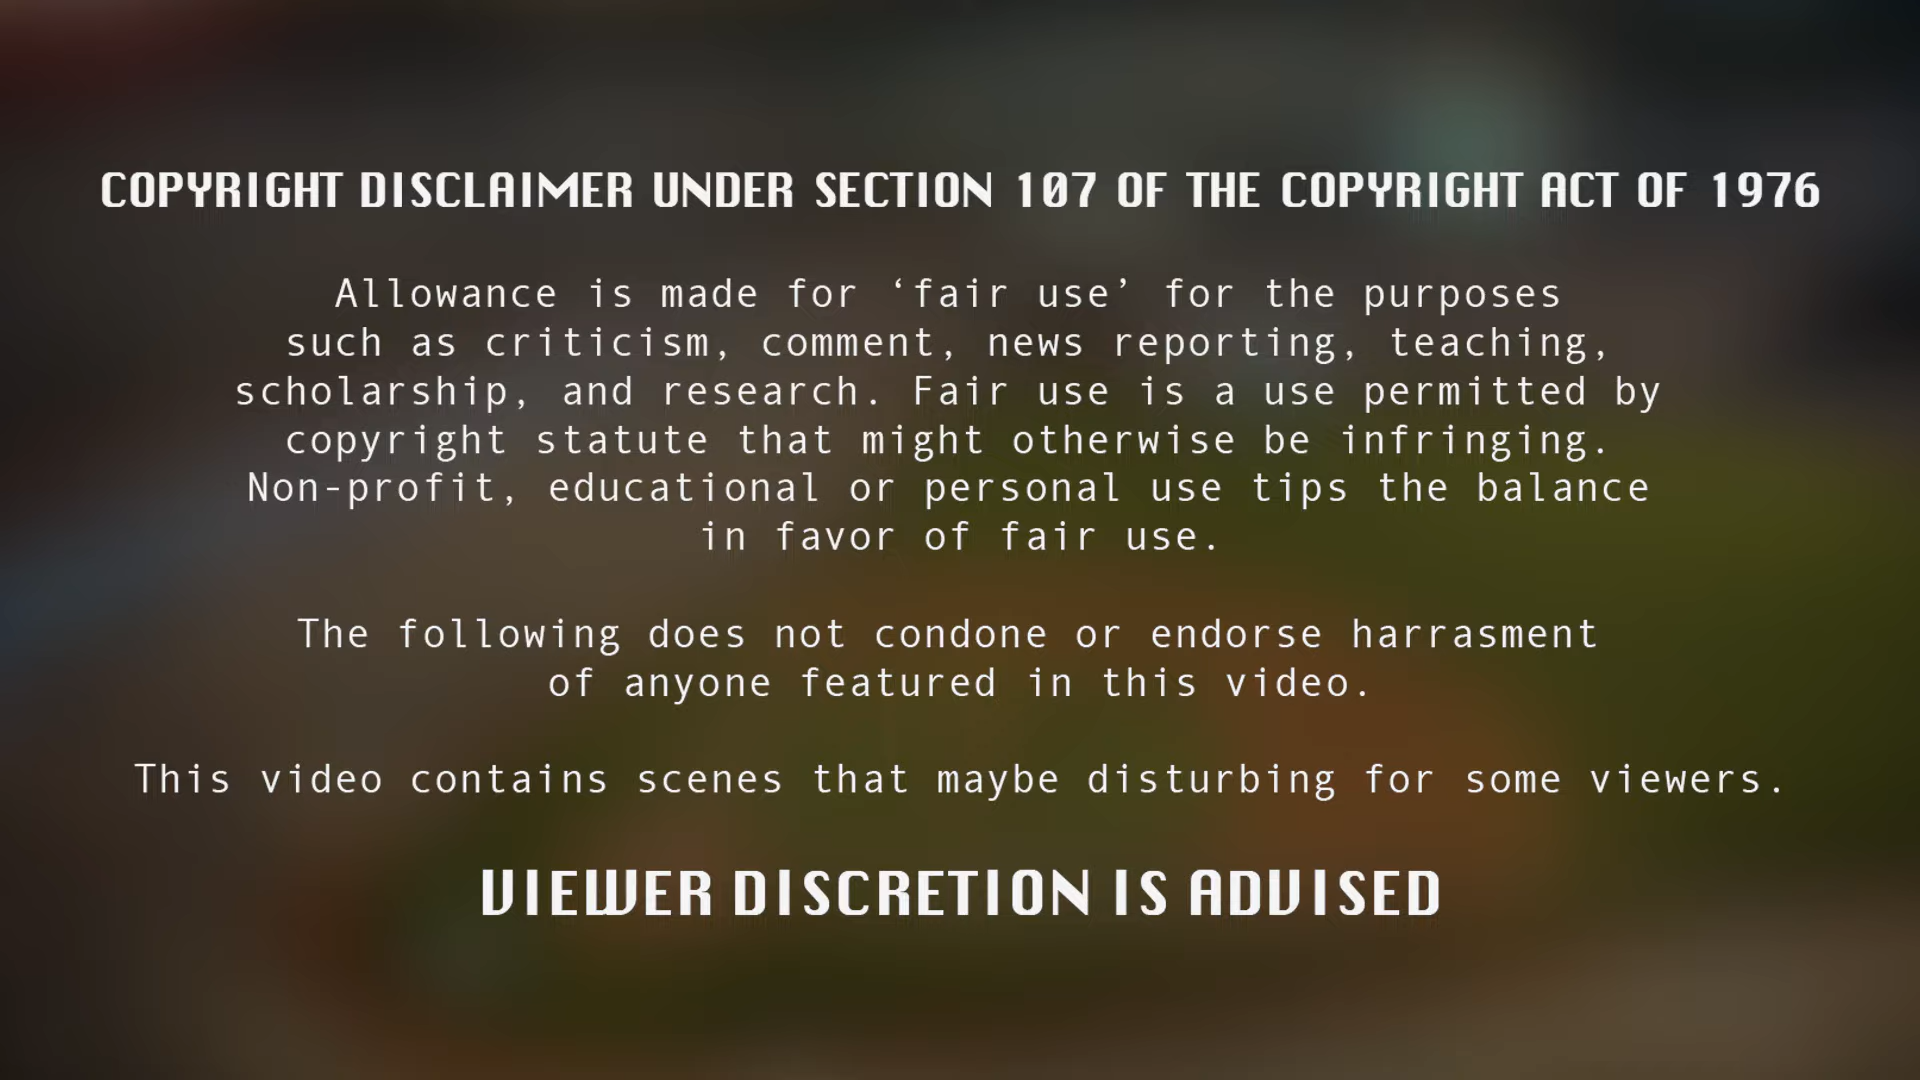 COPYRIGHT DISCLAIMER UNDER SECTION 107 OF THE COPYRIGHT ACT OF 1976
Allowance is made for ‘fair use’ for the purposes
such as criticism, comment, news reporting, teaching,
scholarship, and research. Fair use is a use permitted by
copyright statute that might otherwise be infringing.
Non-profit, educational or personal use tips the balance
in favor of fair use.
The following does not condone or endorse harrasment
of anyone featured in this video.
This video contains scenes that maybe disturbing for some viewers.
VIEWER DISCRETION IS ADVISED